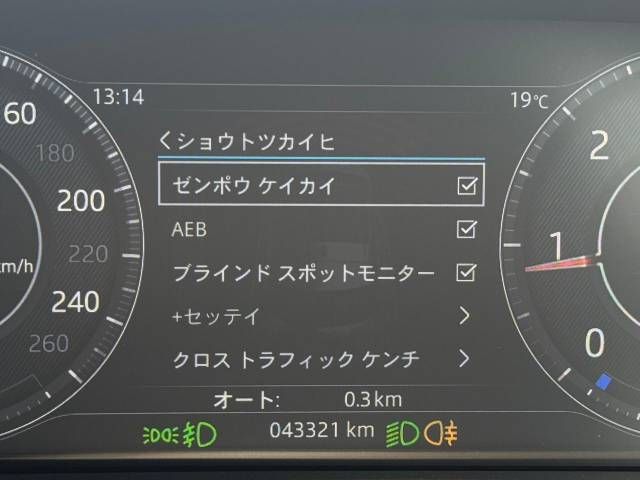 13:14
19℃
60
180
200
220
km/h
240
260
くショウトツカイヒ
ゼンポウ ケイカイ
AEB
ブラインド スポットモニター
+セッテイ
クロス トラフィック ケンチ
2
1
0
オート: 0.3 km
043321 km